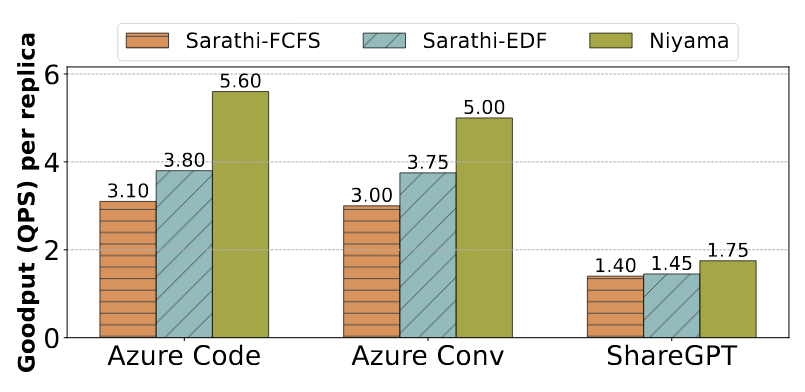 Sarathi-FCFS Sarathi-EDF Niyama
Goodput (QPS) per replica
6
4
2
0
3.10 3.80 5.60
3.00 3.75 5.00
1.40 1.45 1.75
Azure Code Azure Conv ShareGPT